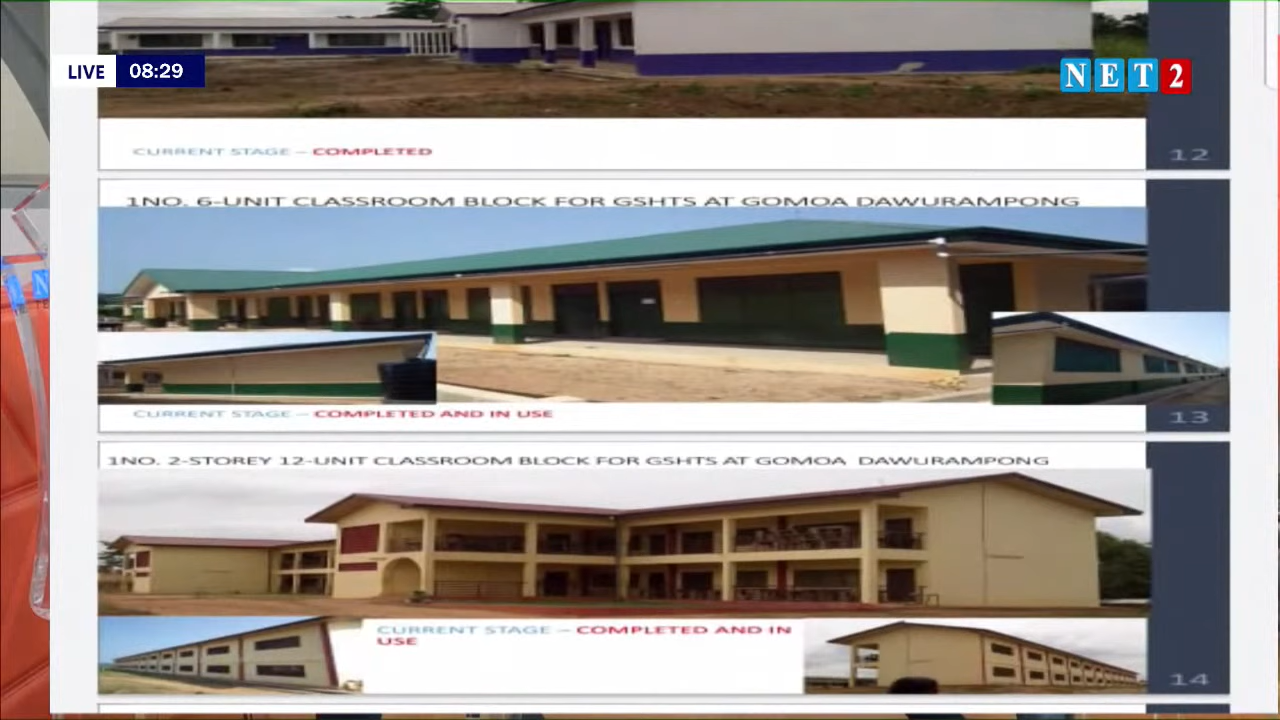 LIVE 08:29
NET2
CURRENT STAGE – COMPLETED
12
1NO. 6-UNIT CLASSROOM BLOCK FOR GSHTS AT GOMOA DAWURAMPONG
CURRENT STAGE – COMPLETED AND IN USE
13
1NO. 2-STOREY 12-UNIT CLASSROOM BLOCK FOR GSHTS AT GOMOA DAWURAMPONG
CURRENT STAGE – COMPLETED AND IN
USE
14